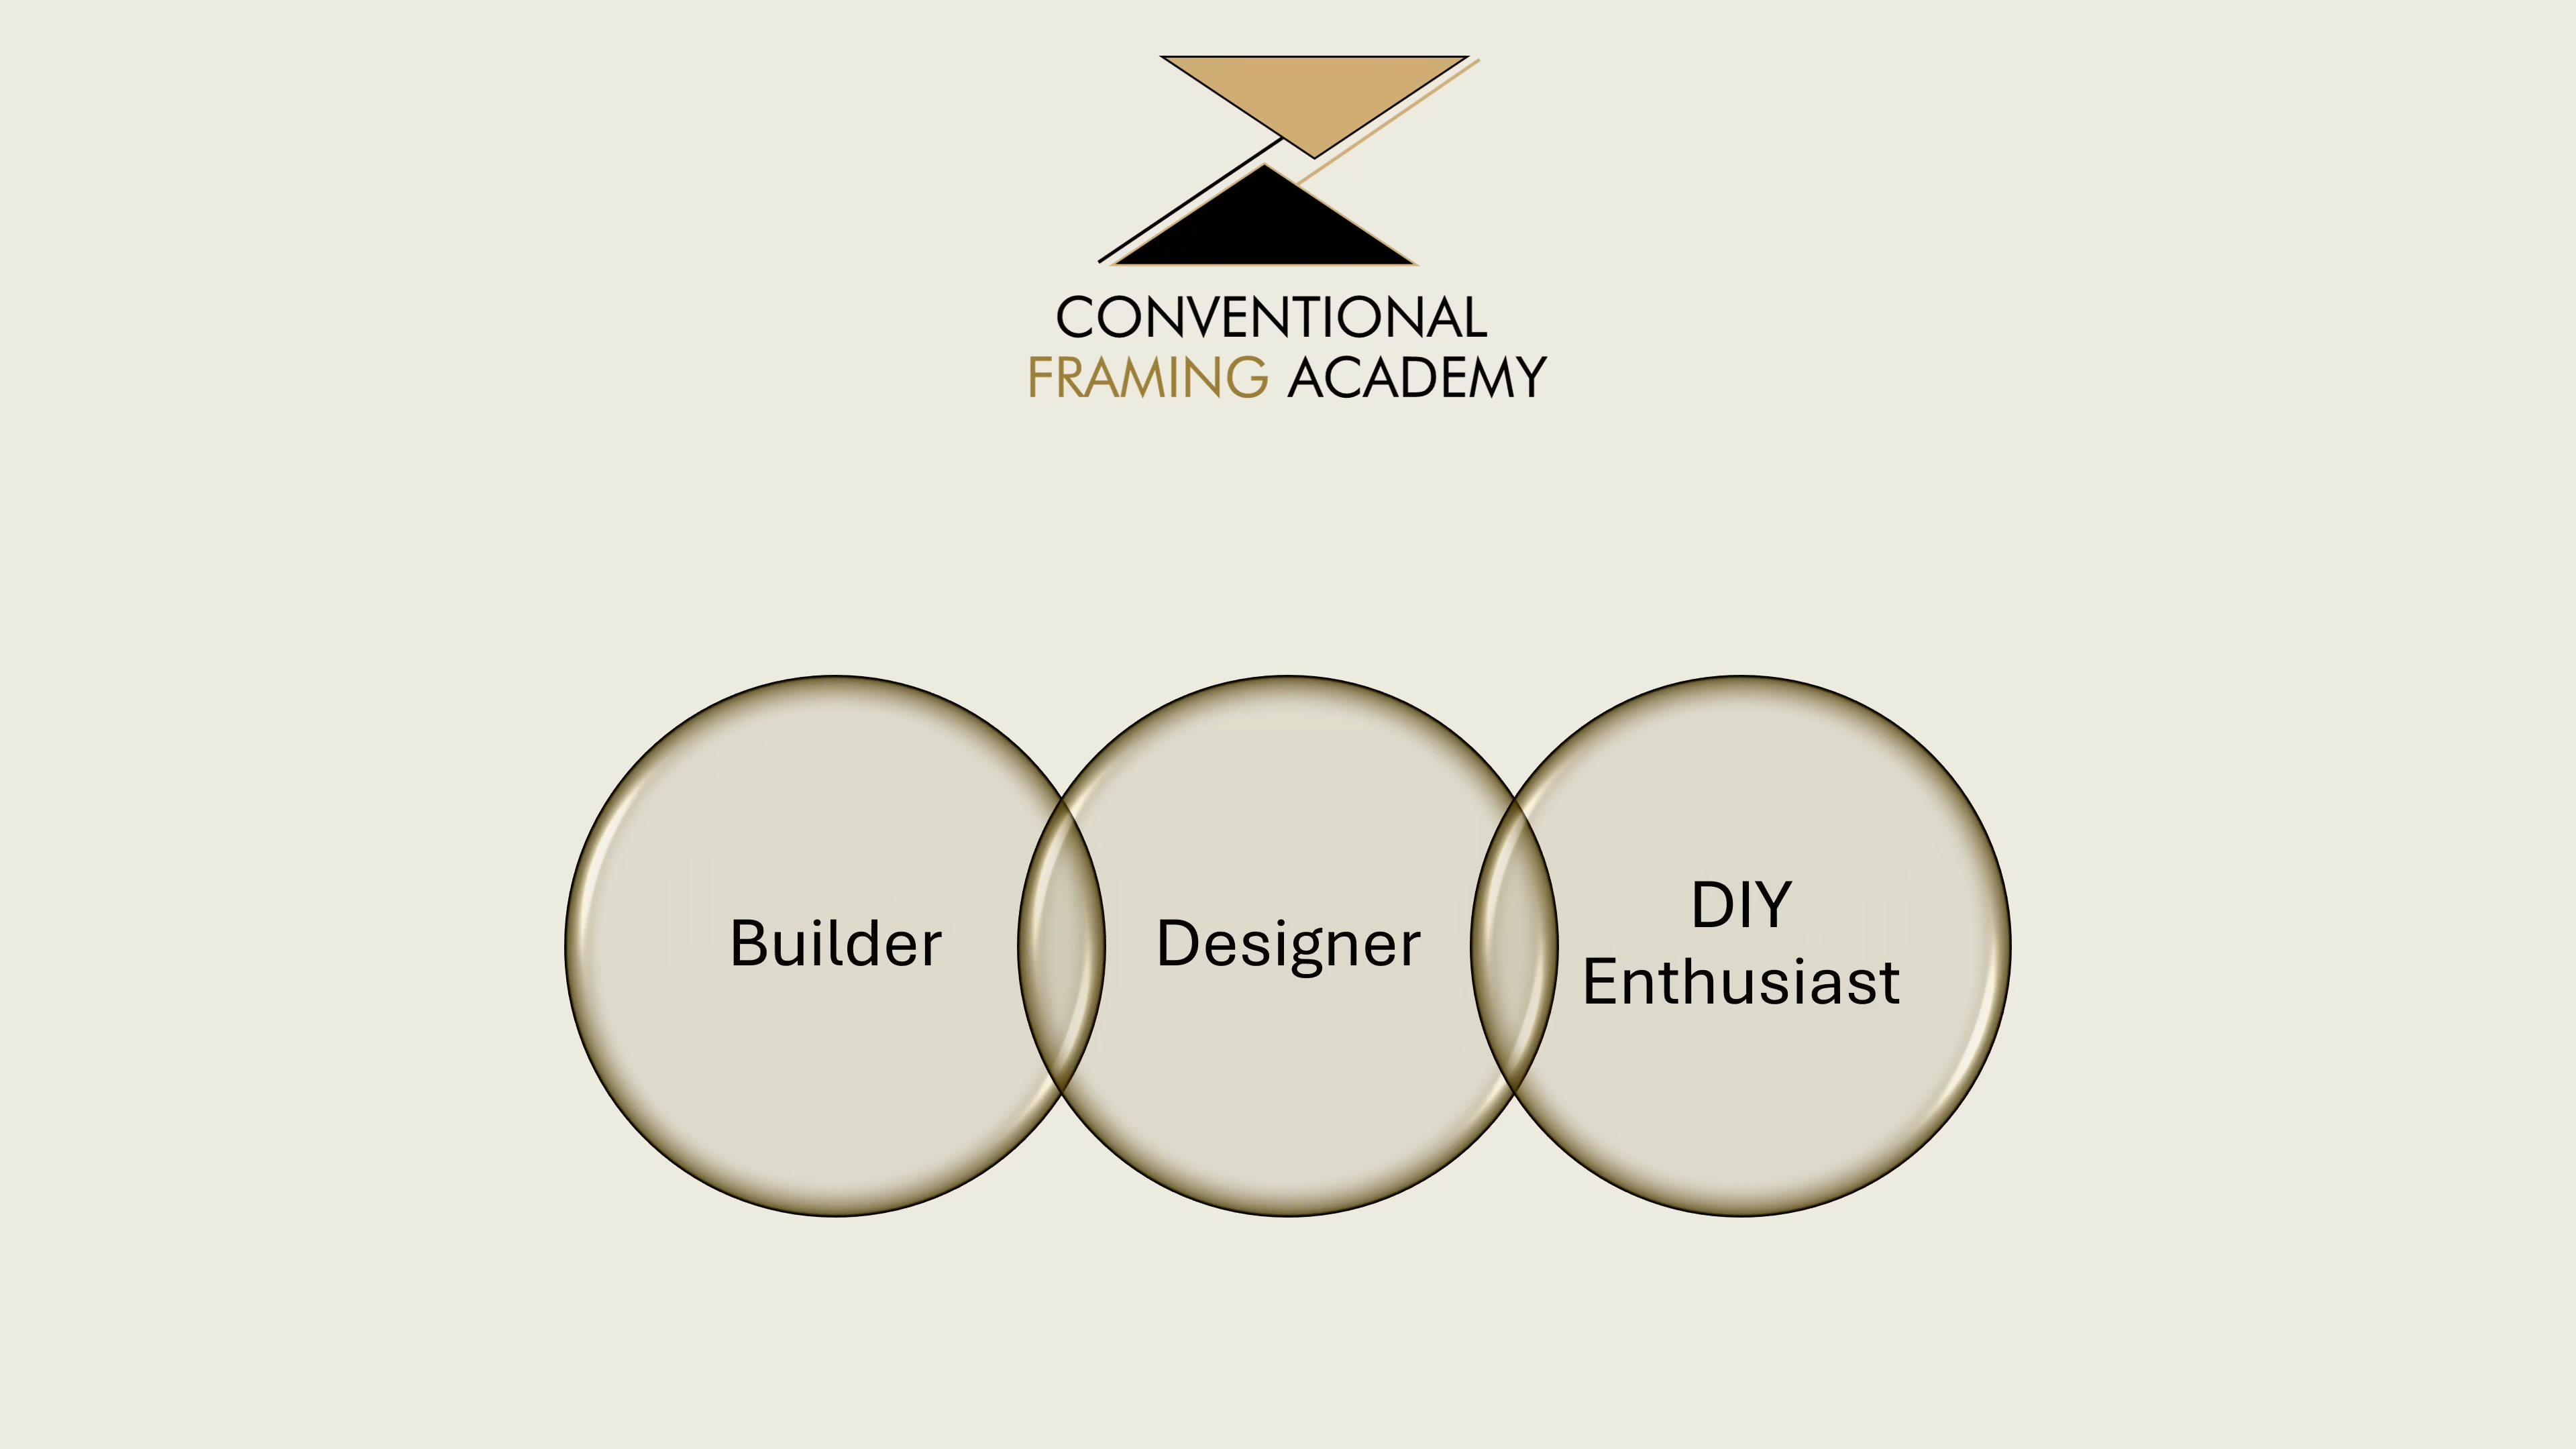 CONVENTIONAL
FRAMING ACADEMY
Builder
Designer
DIY
Enthusiast